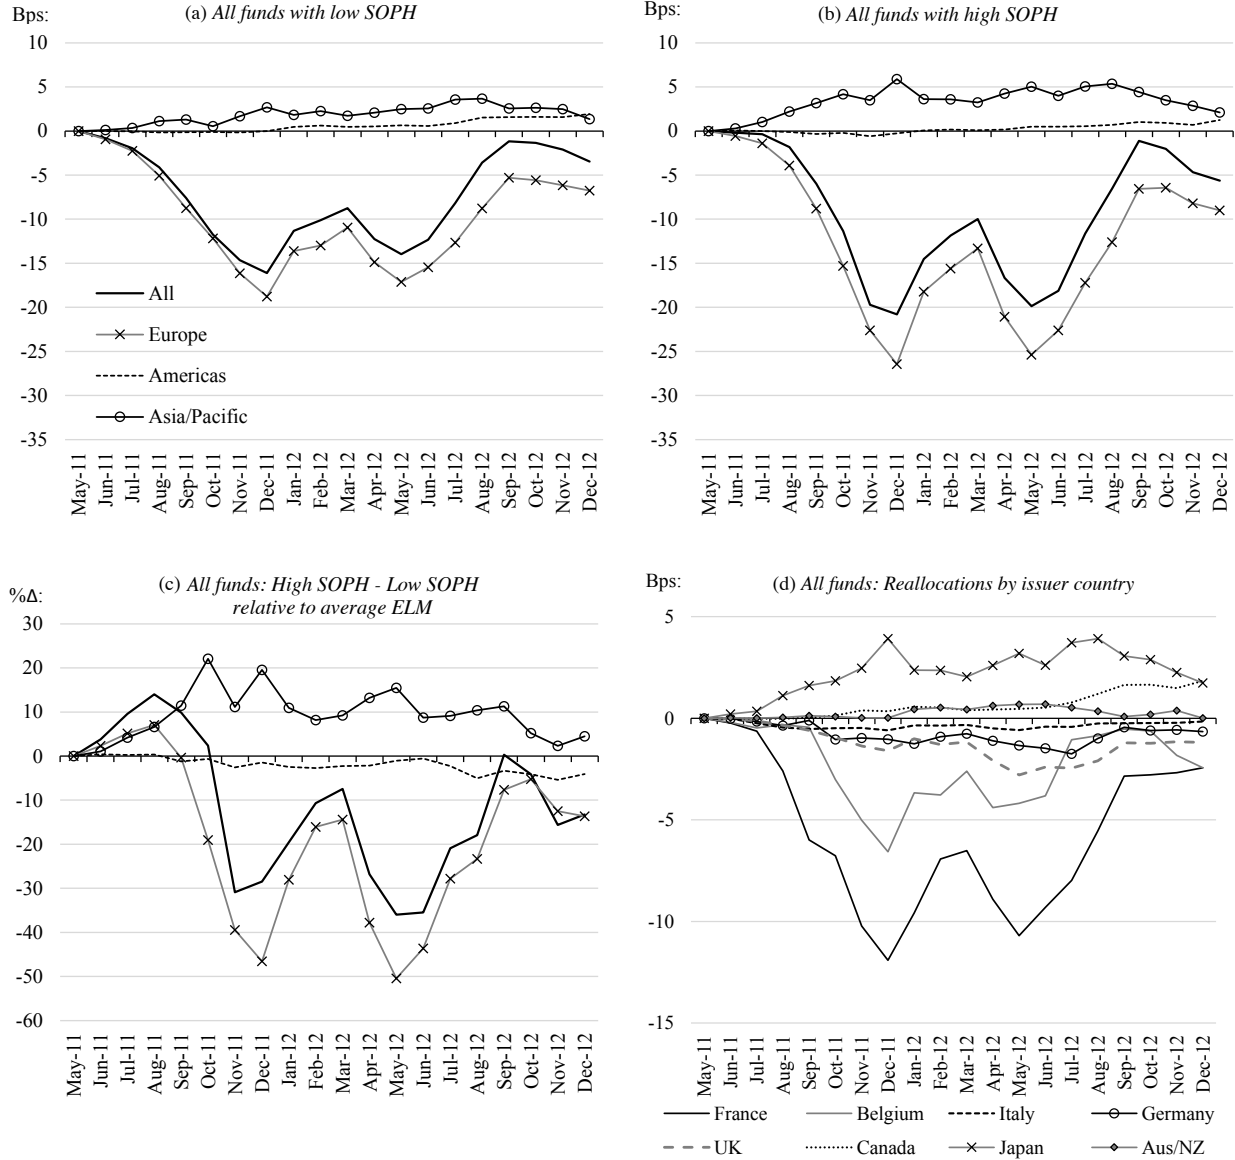 Bps:
(a) All funds with low SOPH
10
5
0
-5
-10
-15
-20
-25
-30
-35
All
Europe
Americas
Asia/Pacific
May-11
Jun-11
Jul-11
Aug-11
Sep-11
Oct-11
Nov-11
Dec-11
Jan-12
Feb-12
Mar-12
Apr-12
May-12
Jun-12
Jul-12
Aug-12
Sep-12
Oct-12
Nov-12
Dec-12
Bps:
(b) All funds with high SOPH
10
5
0
-5
-10
-15
-20
-25
-30
-35
May-11
Jun-11
Jul-11
Aug-11
Sep-11
Oct-11
Nov-11
Dec-11
Jan-12
Feb-12
Mar-12
Apr-12
May-12
Jun-12
Jul-12
Aug-12
Sep-12
Oct-12
Nov-12
Dec-12
%Δ:
(c) All funds: High SOPH - Low SOPH
relative to average ELM
30
20
10
0
-10
-20
-30
-40
-50
-60
May-11
Jun-11
Jul-11
Aug-11
Sep-11
Oct-11
Nov-11
Dec-11
Jan-12
Feb-12
Mar-12
Apr-12
May-12
Jun-12
Jul-12
Aug-12
Sep-12
Oct-12
Nov-12
Dec-12
Bps:
(d) All funds: Reallocations by issuer country
5
0
-5
-10
-15
May-11
Jun-11
Jul-11
Aug-11
Sep-11
Oct-11
Nov-11
Dec-11
Jan-12
Feb-12
Mar-12
Apr-12
May-12
Jun-12
Jul-12
Aug-12
Sep-12
Oct-12
Nov-12
Dec-12
France
Belgium
Italy
Germany
UK
Canada
Japan
Aus/NZ